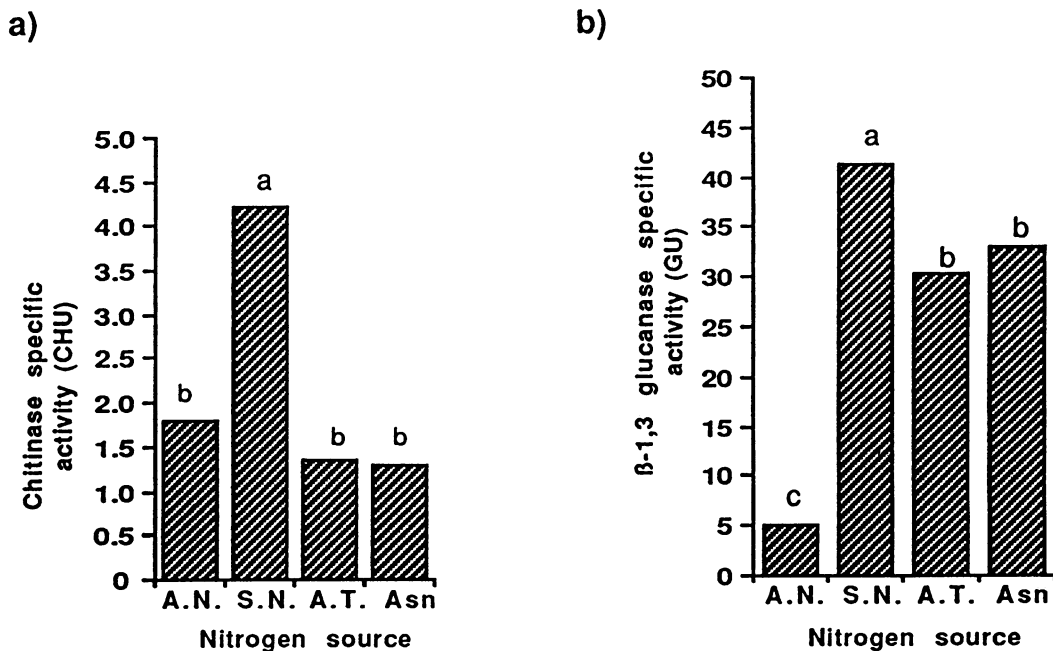 a)
Chitinase specific
activity (CHU)
5.0
4.5
4.0
3.5
3.0
2.5
2.0
1.5
1.0
0.5
0
b
a
b
b
A.N. S.N. A.T. Asn
Nitrogen source
b)
ß-1,3 glucanase specific
activity (GU)
50
45
40
35
30
25
20
15
10
5
0
c
a
b
b
A.N. S.N. A.T. Asn
Nitrogen source